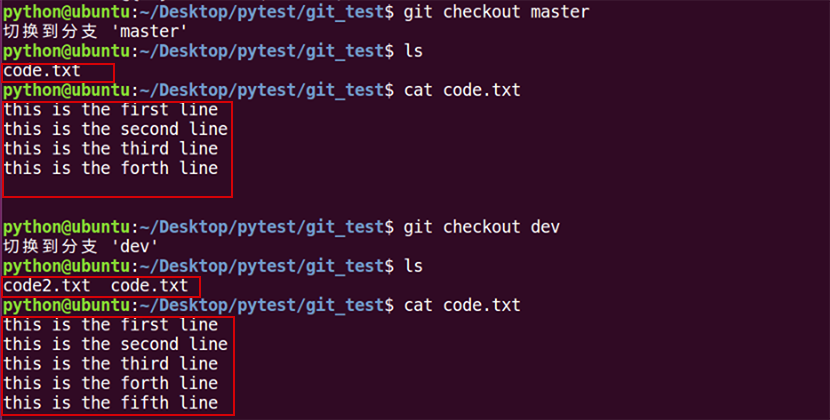 python@ubuntu:~/Desktop/pytest/git_test$ git checkout master
切换到分支 'master'
python@ubuntu:~/Desktop/pytest/git_test$ ls
code.txt
python@ubuntu:~/Desktop/pytest/git_test$ cat code.txt
this is the first line
this is the second line
this is the third line
this is the forth line
python@ubuntu:~/Desktop/pytest/git_test$ git checkout dev
切换到分支 'dev'
python@ubuntu:~/Desktop/pytest/git_test$ ls
code2.txt  code.txt
python@ubuntu:~/Desktop/pytest/git_test$ cat code.txt
this is the first line
this is the second line
this is the third line
this is the forth line
this is the fifth line